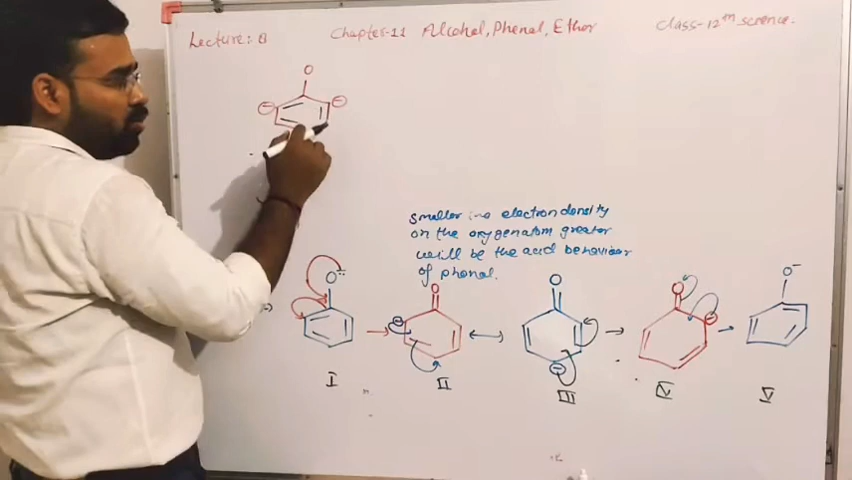 Lecture: 8
Chapter-11 Alcohol, Phenol, Ether
Class-12th science.
O
smaller in e electron density
on the oxygen atom greater
will be the acid behaviour
of phenol.
O
O
O
O
O-
I
II
III
IV
V